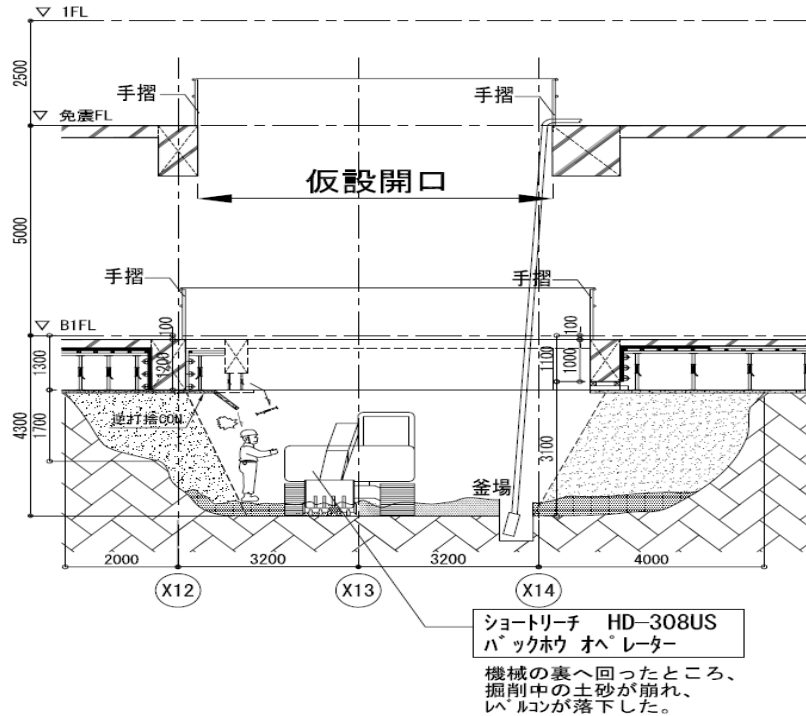 ▽ 1FL
2500
手摺
手摺
▽ 免震FL
仮設開口
5000
手摺
手摺
▽ B1FL
100
100
1300
1200
1100
1000
逆打捨CON
4300
1700
3100
釜場
2000
3200
3200
4000
X12
X13
X14
ショートリーチ HD-308US
バックホウ オペレーター
機械の裏へ回ったところ、
掘削中の土砂が崩れ、
レベルコンが落下した。